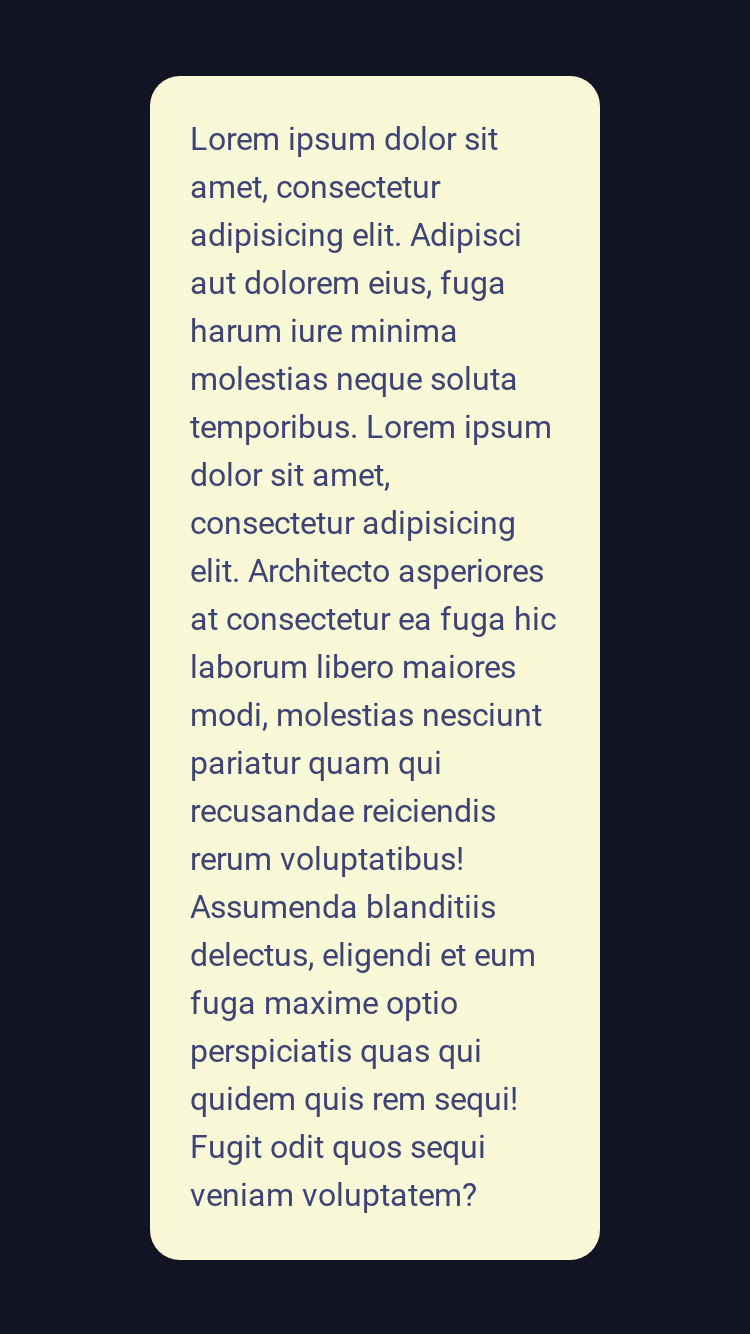 Lorem ipsum dolor sit
amet, consectetur
adipisicing elit. Adipisci
aut dolorem eius, fuga
harum iure minima
molestias neque soluta
temporibus. Lorem ipsum
dolor sit amet,
consectetur adipisicing
elit. Architecto asperiores
at consectetur ea fuga hic
laborum libero maiores
modi, molestias nesciunt
pariatur quam qui
recusandae reiciendis
rerum voluptatibus!
Assumenda blanditiis
delectus, eligendi et eum
fuga maxime optio
perspiciatis quas qui
quidem quis rem sequi!
Fugit odit quos sequi
veniam voluptatem?